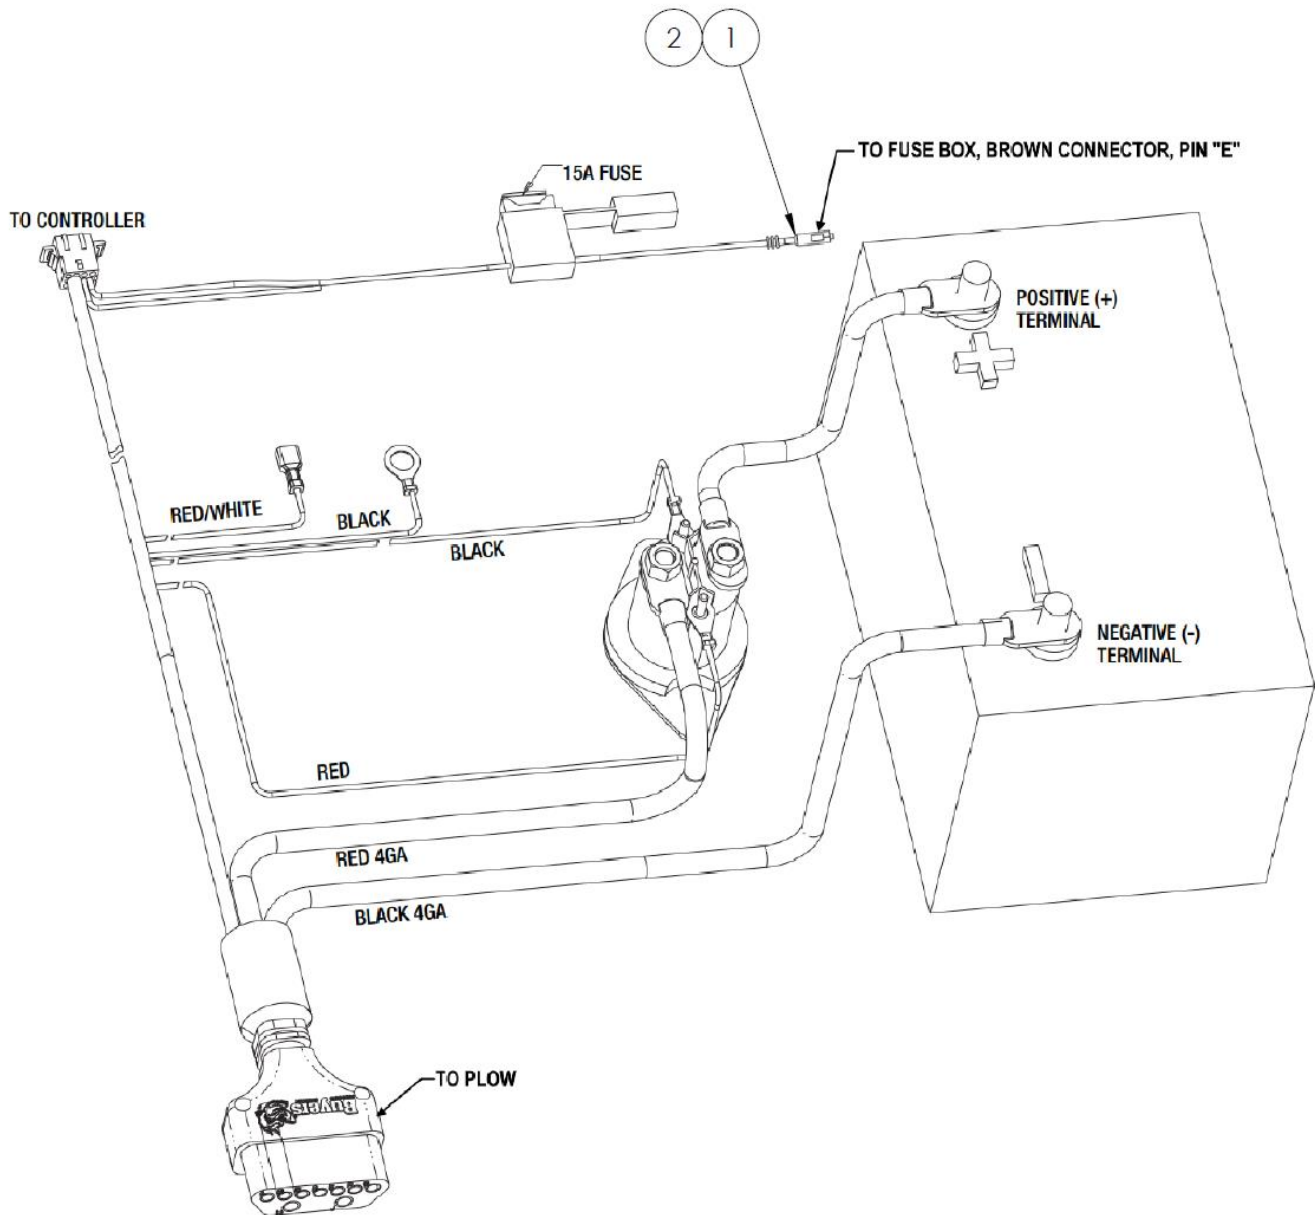 2 1
TO FUSE BOX, BROWN CONNECTOR, PIN "E"
15A FUSE
TO CONTROLLER
POSITIVE (+)
TERMINAL
RED/WHITE
BLACK
BLACK
NEGATIVE (-)
TERMINAL
RED
RED 4GA
BLACK 4GA
TO PLOW
Buyers